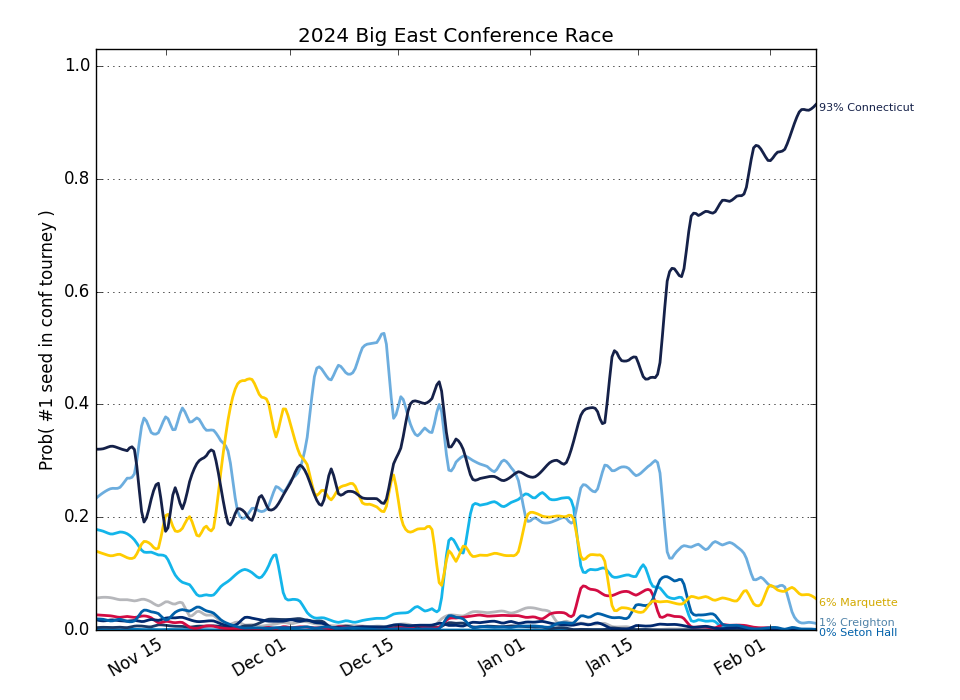 2024 Big East Conference Race
Prob( #1 seed in conf tourney )
1.0
0.8
0.6
0.4
0.2
0.0
Nov 15
Dec 01
Dec 15
Jan 01
Jan 15
Feb 01
93% Connecticut
6% Marquette
1% Creighton
0% Seton Hall